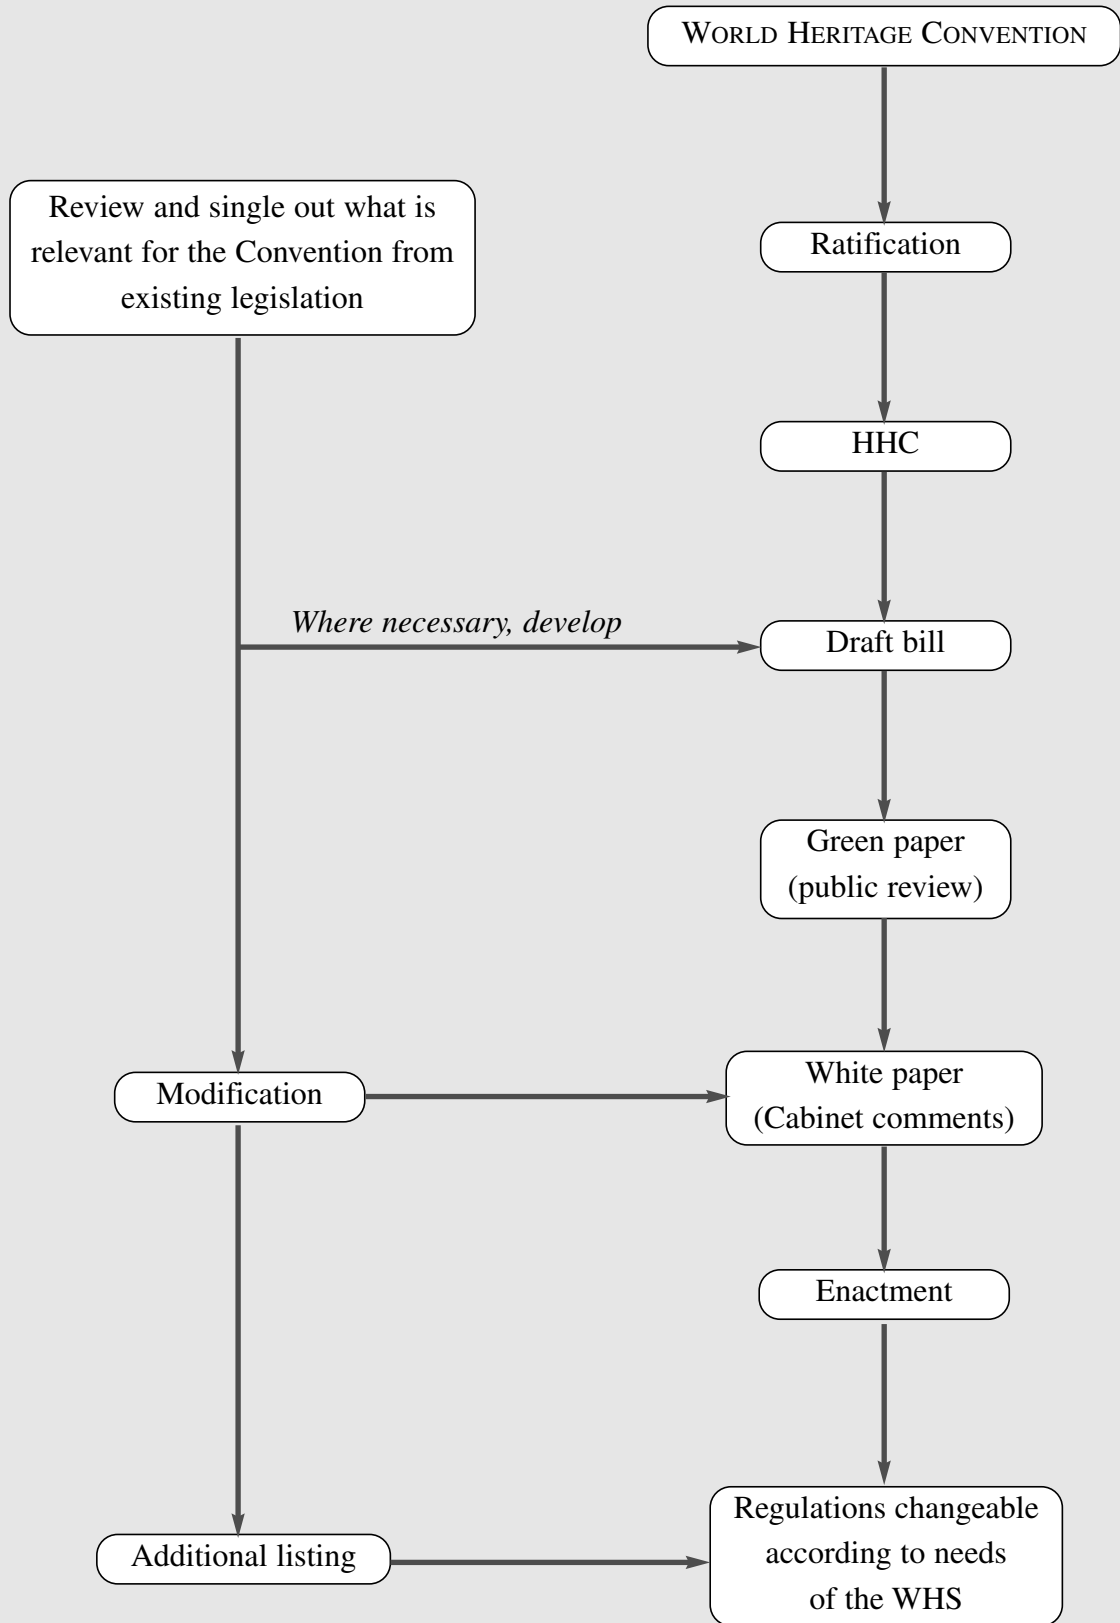 WORLD HERITAGE CONVENTION
Review and single out what is
relevant for the Convention from
existing legislation
Ratification
HHC
Where necessary, develop
Draft bill
Green paper
(public review)
Modification
White paper
(Cabinet comments)
Enactment
Additional listing
Regulations changeable
according to needs
of the WHS